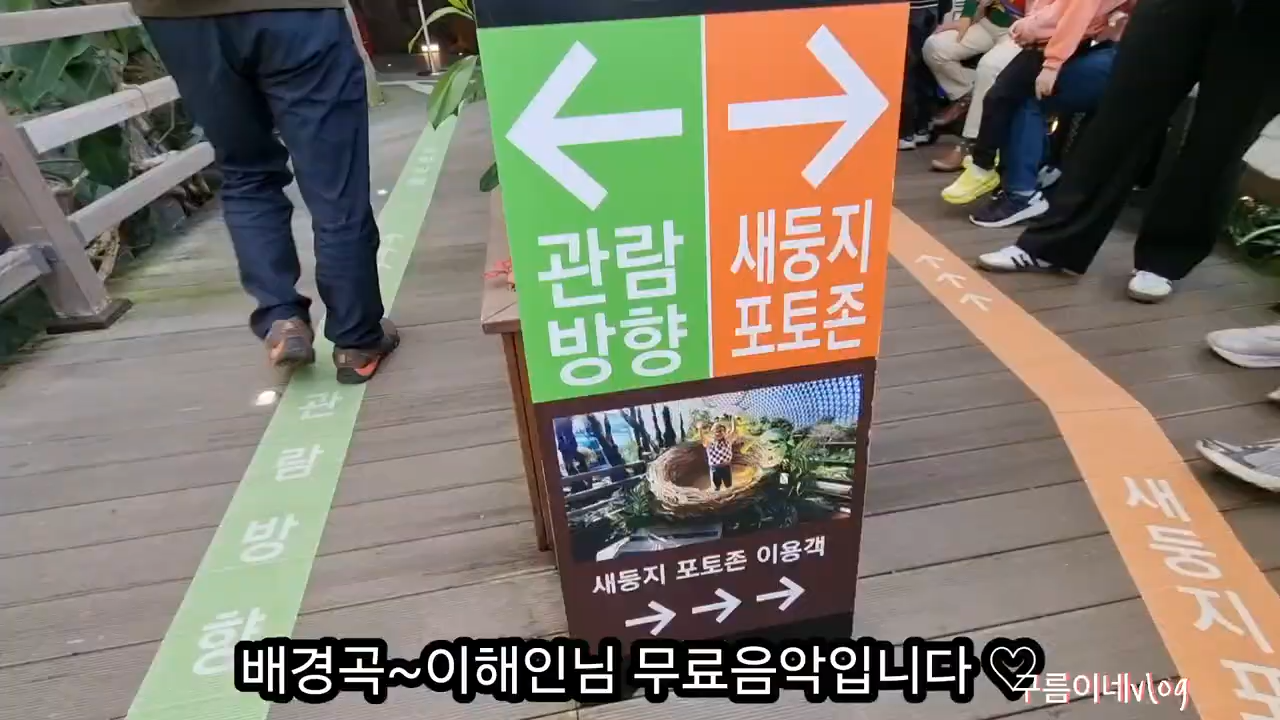 관람
방향
새둥지
포토존
새둥지 포토존 이용객
관람방향
새둥지 포
배경곡~이해인님 무료음악입니다♡
구름이네vlog